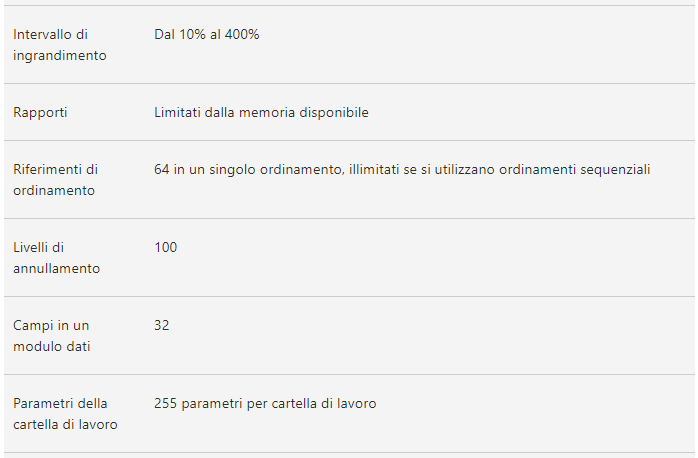 Intervallo di
ingrandimento
Dal 10% al 400%
Rapporti
Limitati dalla memoria disponibile
Riferimenti di
ordinamento
64 in un singolo ordinamento, illimitati se si utilizzano ordinamenti sequenziali
Livelli di
annullamento
100
Campi in un
modulo dati
32
Parametri della
cartella di lavoro
255 parametri per cartella di lavoro